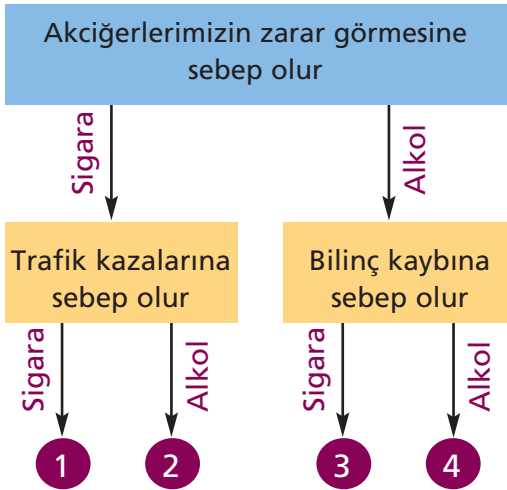 Akciğerlerimizin zarar görmesine
sebep olur
Sigara
Alkol
Trafik kazalarına
sebep olur
Bilinç kaybına
sebep olur
Sigara
Alkol
Sigara
Alkol
1
2
3
4